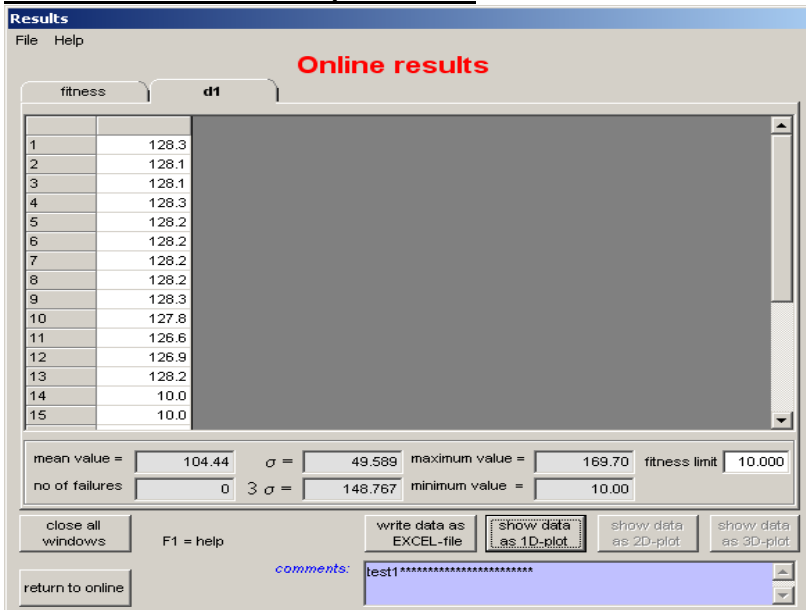 Results
File Help
Online results
fitness d1
1 128.3
2 128.1
3 128.1
4 128.3
5 128.2
6 128.2
7 128.2
8 128.2
9 128.3
10 127.8
11 126.6
12 126.9
13 128.2
14 10.0
15 10.0
mean value = 104.44 σ = 49.589 maximum value = 169.70 fitness limit 10.000
no of failures 0 3 σ = 148.767 minimum value = 10.00
close all windows F1 = help write data as EXCEL-file show data as 1D-plot show data as 2D-plot show data as 3D-plot
return to online comments: test1************************